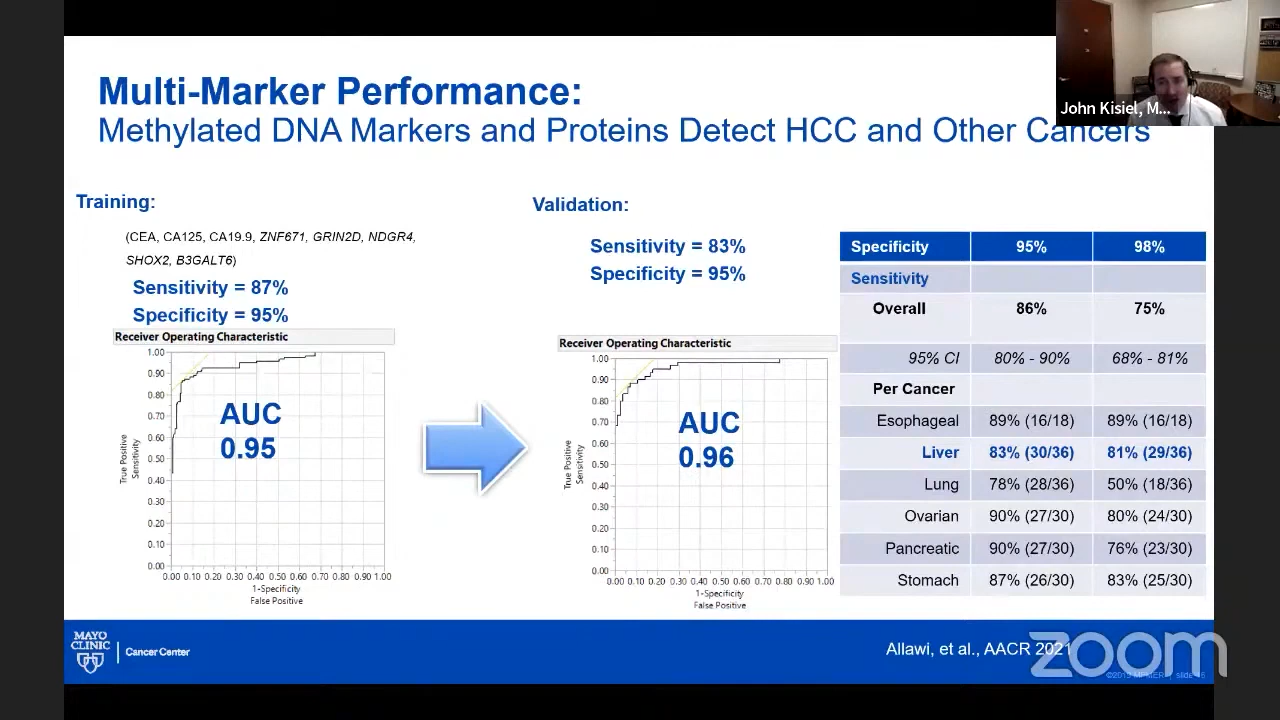 John Kisiel, M...
Multi-Marker Performance:
Methylated DNA Markers and Proteins Detect HCC and Other Cancers
Training:
(CEA, CA125, CA19.9, ZNF671, GRIN2D, NDGR4,
SHOX2, B3GALT6)
Sensitivity = 87%
Specificity = 95%
Receiver Operating Characteristic
1.00
0.90
0.80
0.70
0.60
0.50
0.40
0.30
0.20
0.10
0.00
True Positive
Sensitivity
AUC
0.95
0.00 0.10 0.20 0.30 0.40 0.50 0.60 0.70 0.80 0.90 1.00
1-Specificity
False Positive
Validation:
Sensitivity = 83%
Specificity = 95%
Receiver Operating Characteristic
1.00
0.90
0.80
0.70
0.60
0.50
0.40
0.30
0.20
0.10
0.00
True Positive
Sensitivity
AUC
0.96
0.00 0.10 0.20 0.30 0.40 0.50 0.60 0.70 0.80 0.90 1.00
1-Specificity
False Positive
Specificity 95% 98%
Sensitivity
Overall 86% 75%
95% CI 80% - 90% 68% - 81%
Per Cancer
Esophageal 89% (16/18) 89% (16/18)
Liver 83% (30/36) 81% (29/36)
Lung 78% (28/36) 50% (18/36)
Ovarian 90% (27/30) 80% (24/30)
Pancreatic 90% (27/30) 76% (23/30)
Stomach 87% (26/30) 83% (25/30)
MAYO
CLINIC
Cancer Center
Allawi, et al., AACR 2021
zoom